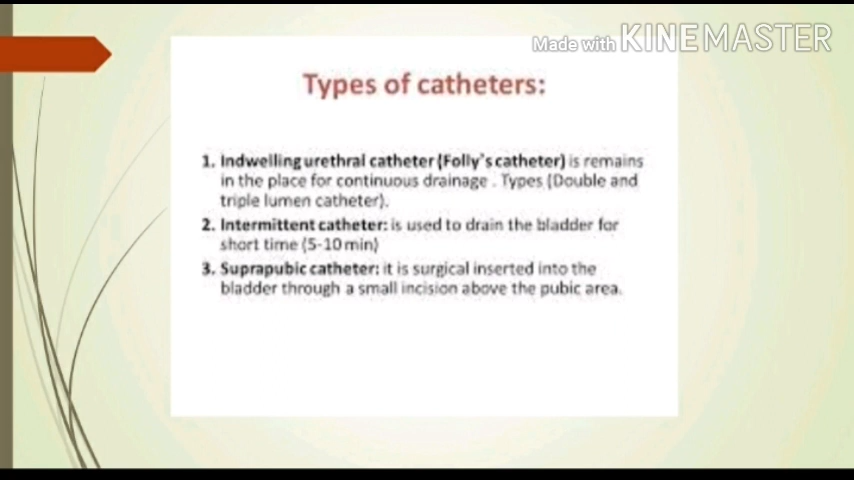 Made with KINEMASTER
Types of catheters:
1. Indwelling urethral catheter (Folly's catheter) is remains
in the place for continuous drainage . Types (Double and
triple lumen catheter).
2. Intermittent catheter: is used to drain the bladder for
short time (5-10 min)
3. Suprapubic catheter: it is surgical inserted into the
bladder through a small incision above the pubic area.